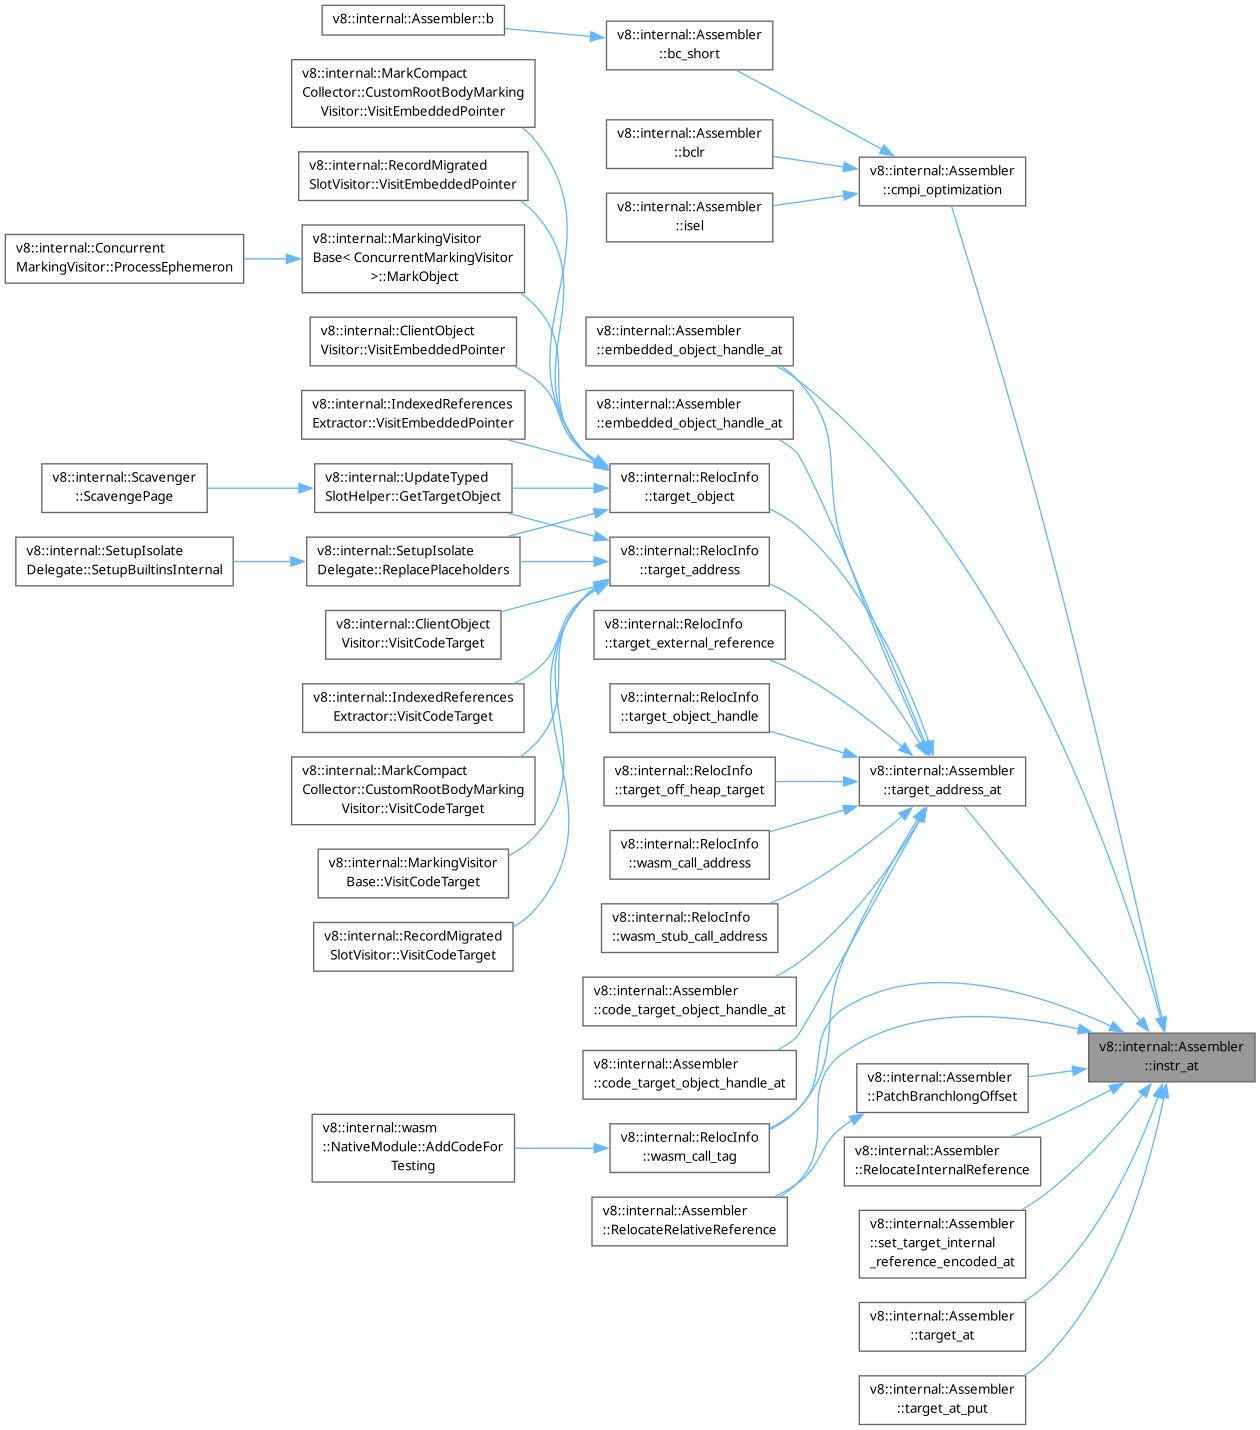 v8::internal::Assembler::b
v8::internal::MarkCompact
Collector::CustomRootBodyMarking
Visitor::VisitEmbeddedPointer
v8::internal::RecordMigrated
SlotVisitor::VisitEmbeddedPointer
v8::internal::Concurrent
MarkingVisitor::ProcessEphemeron
v8::internal::MarkingVisitor
Base< ConcurrentMarkingVisitor
>::MarkObject
v8::internal::ClientObject
Visitor::VisitEmbeddedPointer
v8::internal::IndexedReferences
Extractor::VisitEmbeddedPointer
v8::internal::Scavenger
::ScavengePage
v8::internal::UpdateTyped
SlotHelper::GetTargetObject
v8::internal::SetupIsolate
Delegate::SetupBuiltinsInternal
v8::internal::SetupIsolate
Delegate::ReplacePlaceholders
v8::internal::ClientObject
Visitor::VisitCodeTarget
v8::internal::IndexedReferences
Extractor::VisitCodeTarget
v8::internal::MarkCompact
Collector::CustomRootBodyMarking
Visitor::VisitCodeTarget
v8::internal::MarkingVisitor
Base::VisitCodeTarget
v8::internal::RecordMigrated
SlotVisitor::VisitCodeTarget
v8::internal::wasm
::NativeModule::AddCodeFor
Testing
v8::internal::Assembler
::bc_short
v8::internal::Assembler
::bclr
v8::internal::Assembler
::isel
v8::internal::Assembler
::embedded_object_handle_at
v8::internal::Assembler
::embedded_object_handle_at
v8::internal::RelocInfo
::target_object
v8::internal::RelocInfo
::target_address
v8::internal::RelocInfo
::target_external_reference
v8::internal::RelocInfo
::target_object_handle
v8::internal::RelocInfo
::target_off_heap_target
v8::internal::RelocInfo
::wasm_call_address
v8::internal::RelocInfo
::wasm_stub_call_address
v8::internal::Assembler
::code_target_object_handle_at
v8::internal::Assembler
::code_target_object_handle_at
v8::internal::RelocInfo
::wasm_call_tag
v8::internal::Assembler
::RelocateRelativeReference
v8::internal::Assembler
::cmpi_optimization
v8::internal::Assembler
::target_address_at
v8::internal::Assembler
::PatchBranchlongOffset
v8::internal::Assembler
::RelocateInternalReference
v8::internal::Assembler
::set_target_internal
_reference_encoded_at
v8::internal::Assembler
::target_at
v8::internal::Assembler
::target_at_put
v8::internal::Assembler
::instr_at